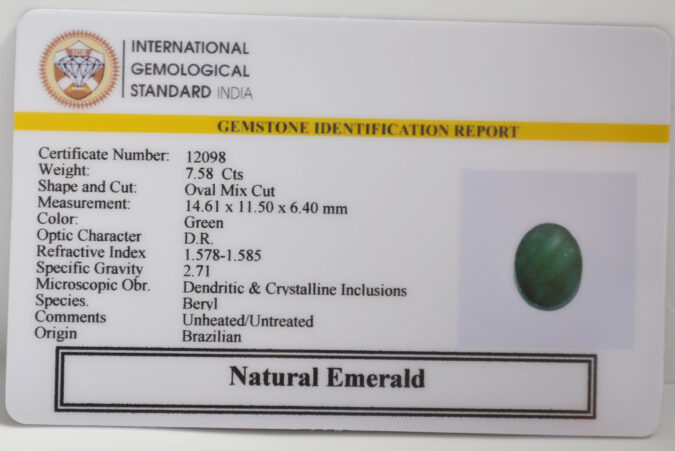 INTERNATIONAL
GEMOLOGICAL
STANDARD INDIA
GEMSTONE IDENTIFICATION REPORT
Certificate Number: 12098
Weight: 7.58 Cts
Shape and Cut: Oval Mix Cut
Measurement: 14.61 x 11.50 x 6.40 mm
Color: Green
Optic Character D.R.
Refractive Index 1.578-1.585
Specific Gravity 2.71
Microscopic Obr. Dendritic & Crystalline Inclusions
Species. Beryl
Comments Unheated/Untreated
Origin Brazilian
Natural Emerald